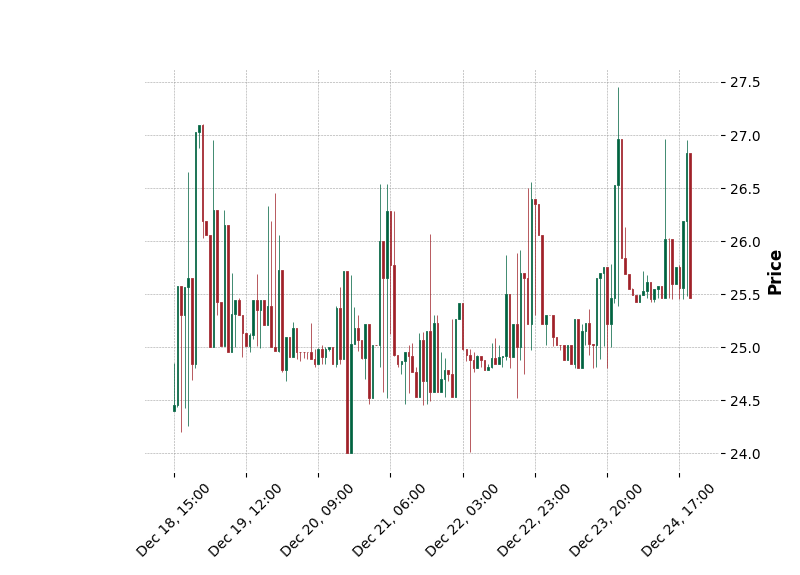 27.5
27.0
26.5
26.0
25.5
25.0
24.5
24.0
Price
Dec 18, 15:00
Dec 19, 12:00
Dec 20, 09:00
Dec 21, 06:00
Dec 22, 03:00
Dec 22, 23:00
Dec 23, 20:00
Dec 24, 17:00